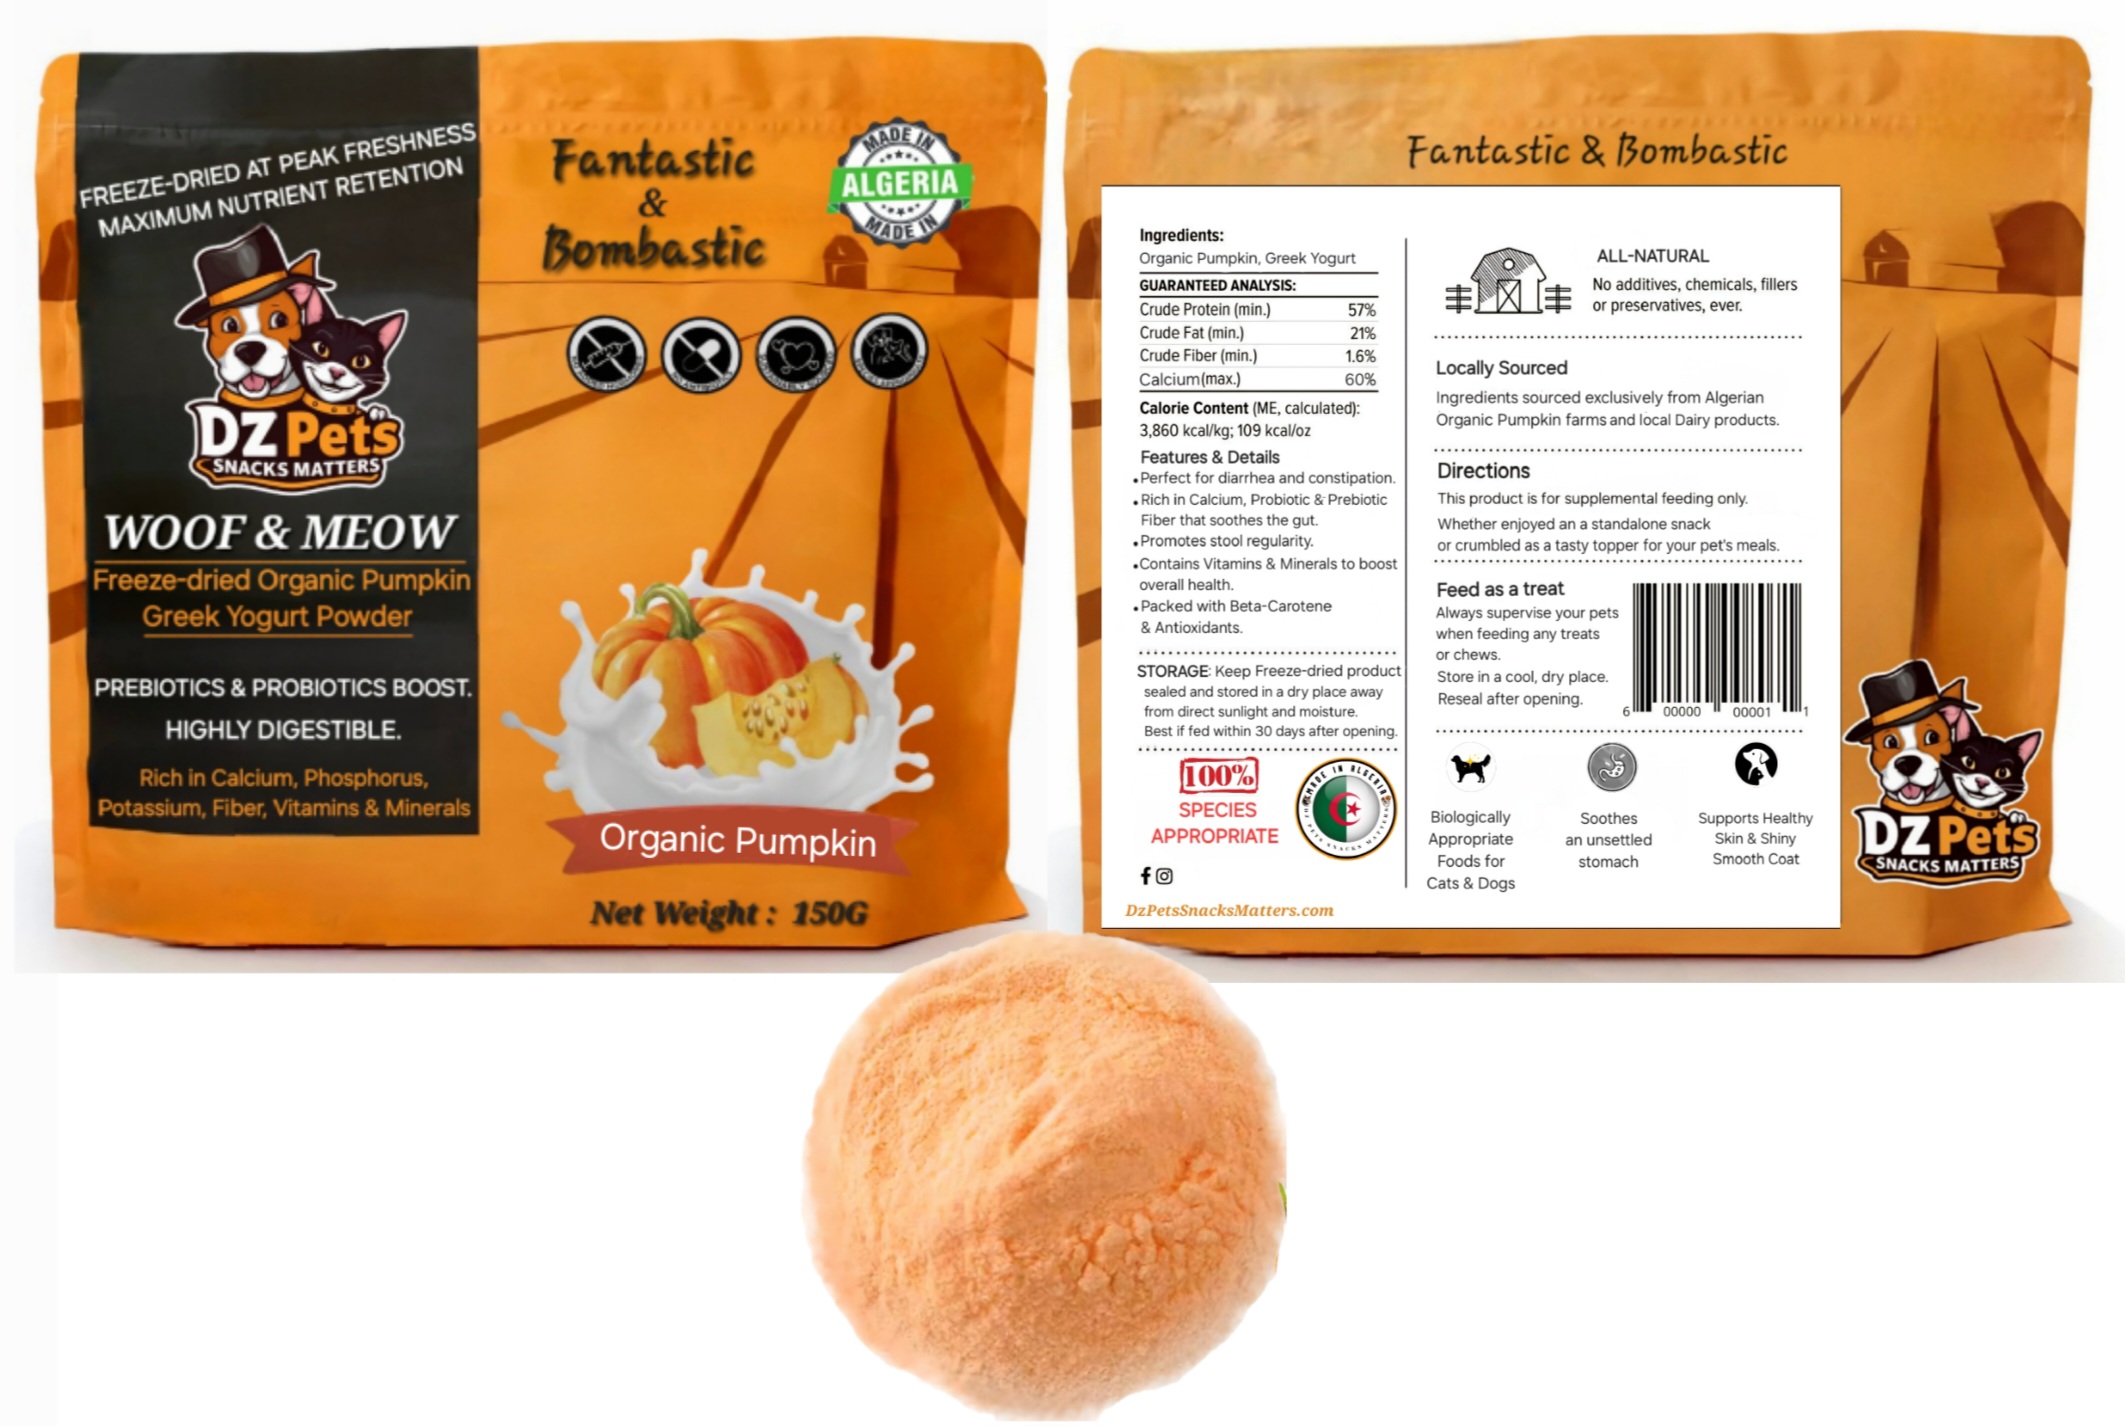 FREEZE-DRIED AT PEAK FRESHNESS
MAXIMUM NUTRIENT RETENTION
DZ Pets
SNACKS MATTERS
WOOF & MEOW
Freeze-dried Organic Pumpkin
Greek Yogurt Powder
PREBIOTICS & PROBIOTICS BOOST.
HIGHLY DIGESTIBLE.
Rich in Calcium, Phosphorus,
Potassium, Fiber, Vitamins & Minerals
Fantastic
&
Bombastic
MADE IN
ALGERIA
MADE IN
Organic Pumpkin
Net Weight : 150G
Fantastic & Bombastic
Ingredients:
Organic Pumpkin, Greek Yogurt
GUARANTEED ANALYSIS:
Crude Protein (min.) 57%
Crude Fat (min.) 21%
Crude Fiber (min.) 1.6%
Calcium(max.) 60%
Calorie Content (ME, calculated):
3,860 kcal/kg; 109 kcal/oz
Features & Details
•Perfect for diarrhea and constipation.
•Rich in Calcium, Probiotic & Prebiotic
Fiber that soothes the gut.
•Promotes stool regularity.
•Contains Vitamins & Minerals to boost
overall health.
•Packed with Beta-Carotene
& Antioxidants.
STORAGE: Keep Freeze-dried product
sealed and stored in a dry place away
from direct sunlight and moisture.
Best if fed within 30 days after opening.
100%
SPECIES
APPROPRIATE
MADE IN ALGERIA
PETS SNACKS MATTERS
DzPetsSnacksMatters.com
ALL-NATURAL
No additives, chemicals, fillers
or preservatives, ever.
Locally Sourced
Ingredients sourced exclusively from Algerian
Organic Pumpkin farms and local Dairy products.
Directions
This product is for supplemental feeding only.
Whether enjoyed an a standalone snack
or crumbled as a tasty topper for your pet's meals.
Feed as a treat
Always supervise your pets
when feeding any treats
or chews.
Store in a cool, dry place.
Reseal after opening.
6 00000 00001 1
Biologically
Appropriate
Foods for
Cats & Dogs
Soothes
an unsettled
stomach
Supports Healthy
Skin & Shiny
Smooth Coat
DZ Pets
SNACKS MATTERS